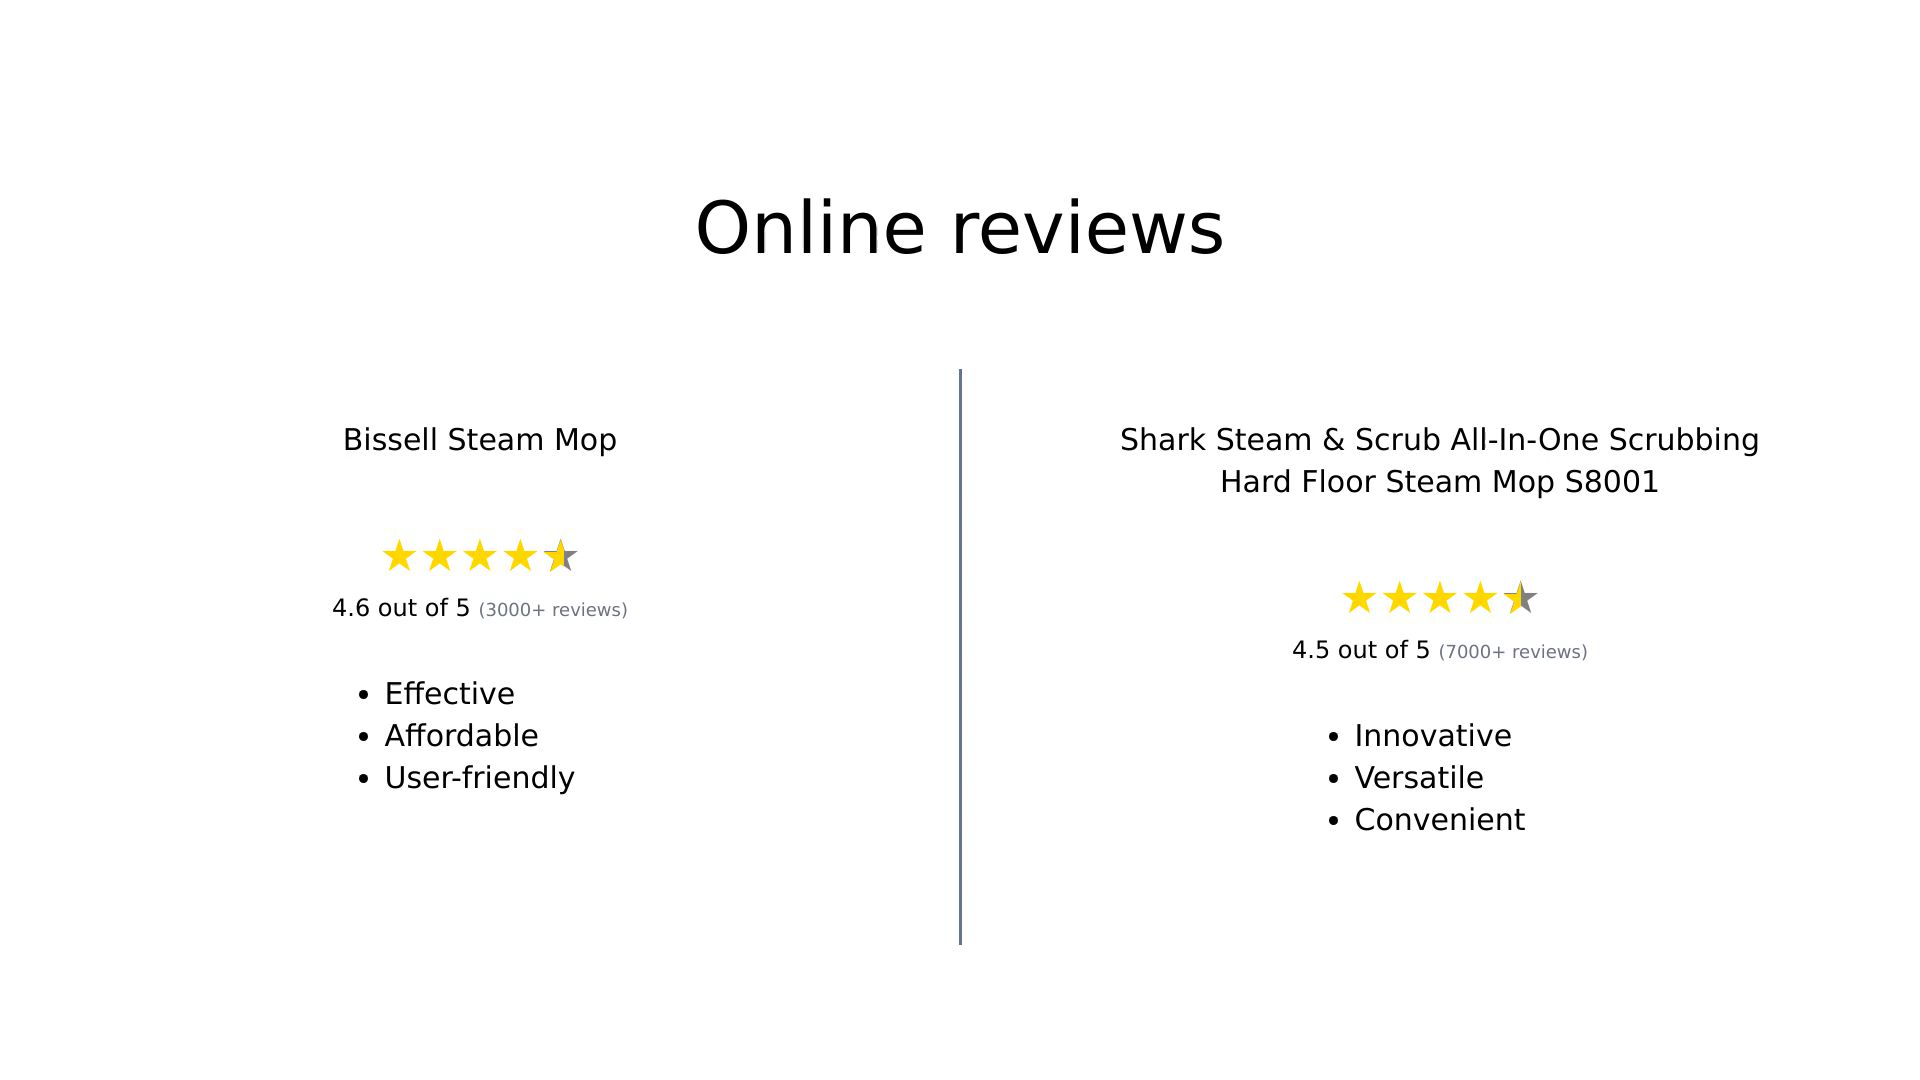 Online reviews
Bissell Steam Mop
4.6 out of 5 (3000+ reviews)
• Effective
• Affordable
• User-friendly
Shark Steam & Scrub All-In-One Scrubbing
Hard Floor Steam Mop S8001
4.5 out of 5 (7000+ reviews)
• Innovative
• Versatile
• Convenient